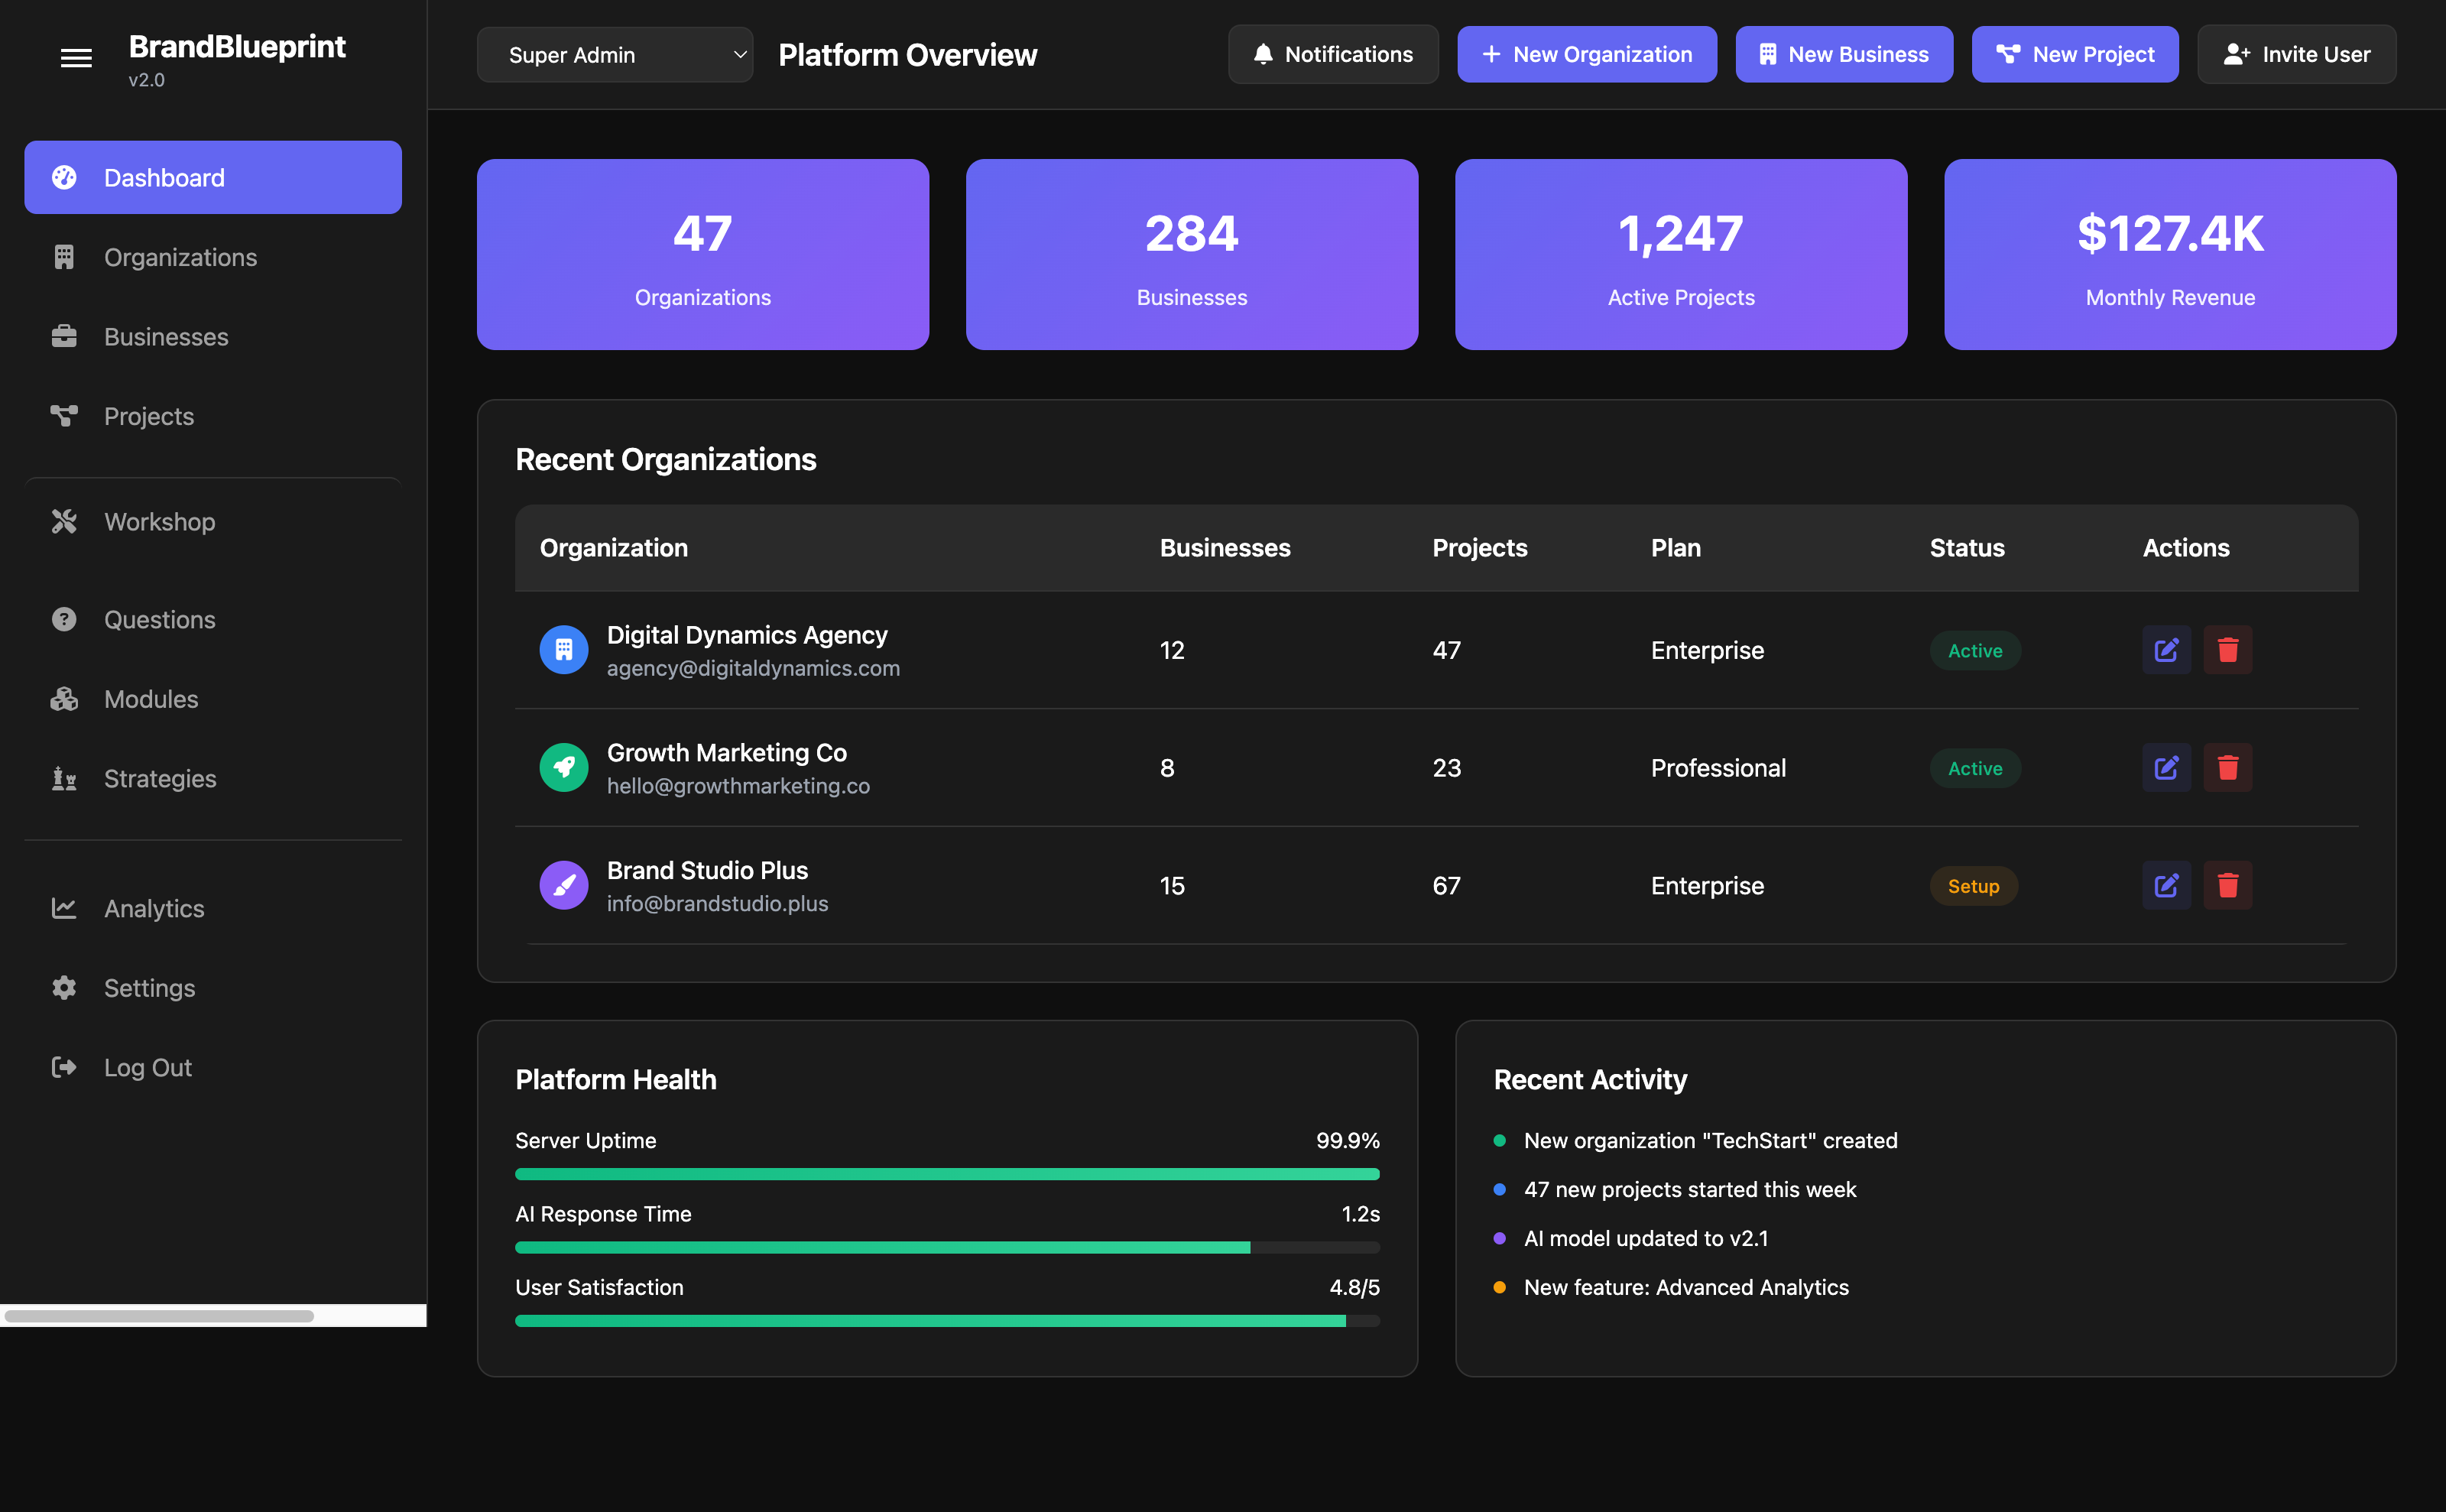 BrandBlueprint
v2.0
Dashboard
Organizations
Businesses
Projects
Workshop
Questions
Modules
Strategies
Analytics
Settings
Log Out
Super Admin
Platform Overview
Notifications
+ New Organization
New Business
New Project
Invite User
47
Organizations
284
Businesses
1,247
Active Projects
$127.4K
Monthly Revenue
Recent Organizations
Organization Businesses Projects Plan Status Actions
Digital Dynamics Agency
agency@digitaldynamics.com
12 47 Enterprise Active
Growth Marketing Co
hello@growthmarketing.co
8 23 Professional Active
Brand Studio Plus
info@brandstudio.plus
15 67 Enterprise Setup
Platform Health
Server Uptime 99.9%
AI Response Time 1.2s
User Satisfaction 4.8/5
Recent Activity
New organization "TechStart" created
47 new projects started this week
AI model updated to v2.1
New feature: Advanced Analytics